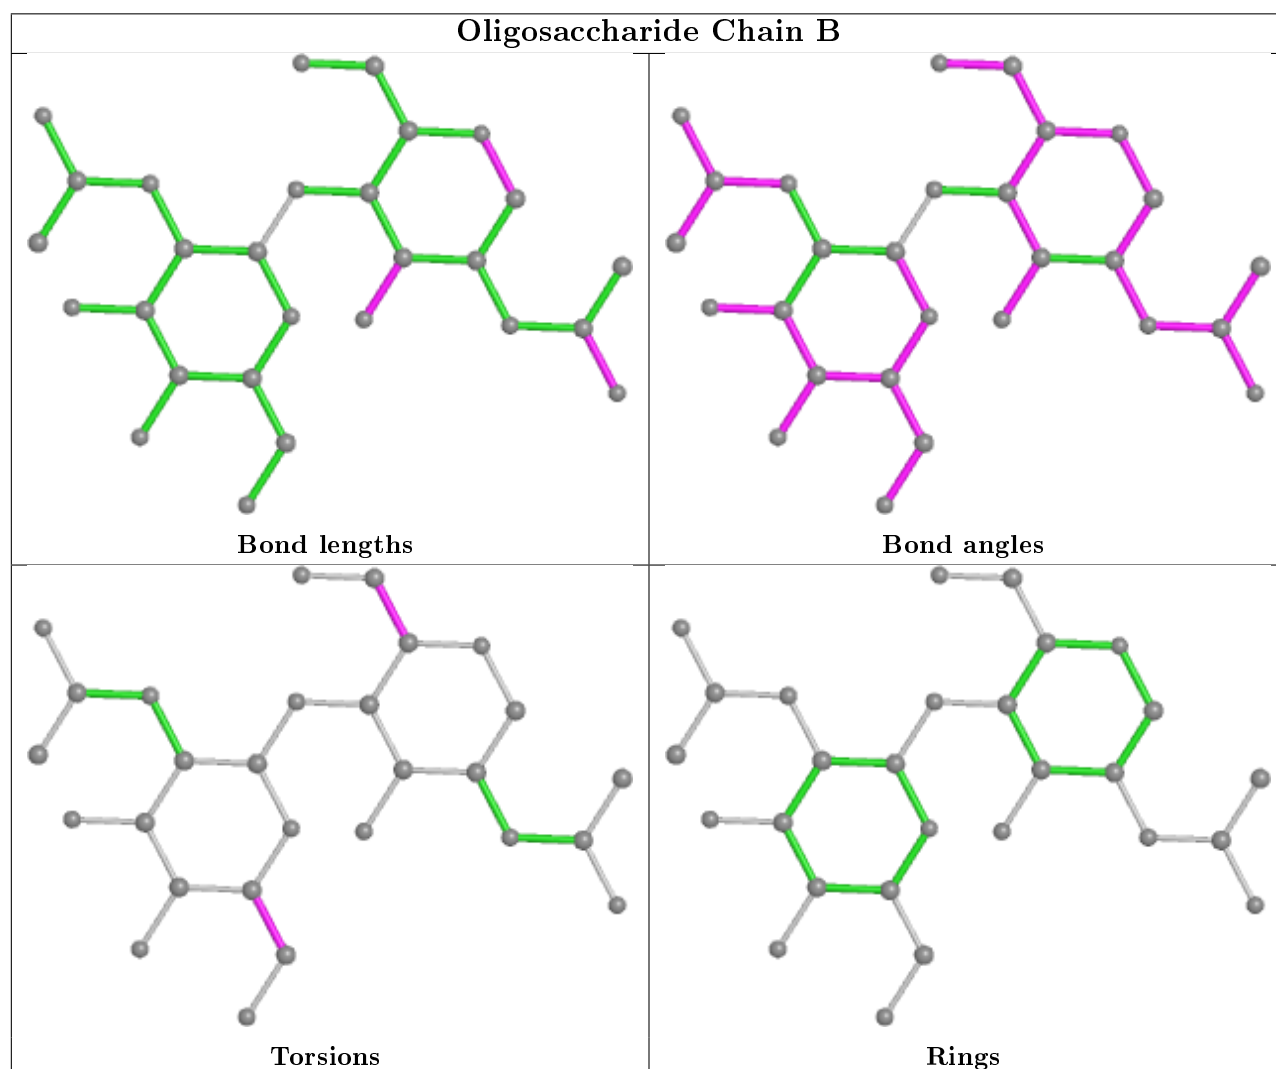 Oligosaccharide Chain B
Bond lengths
Bond angles
Torsions
Rings